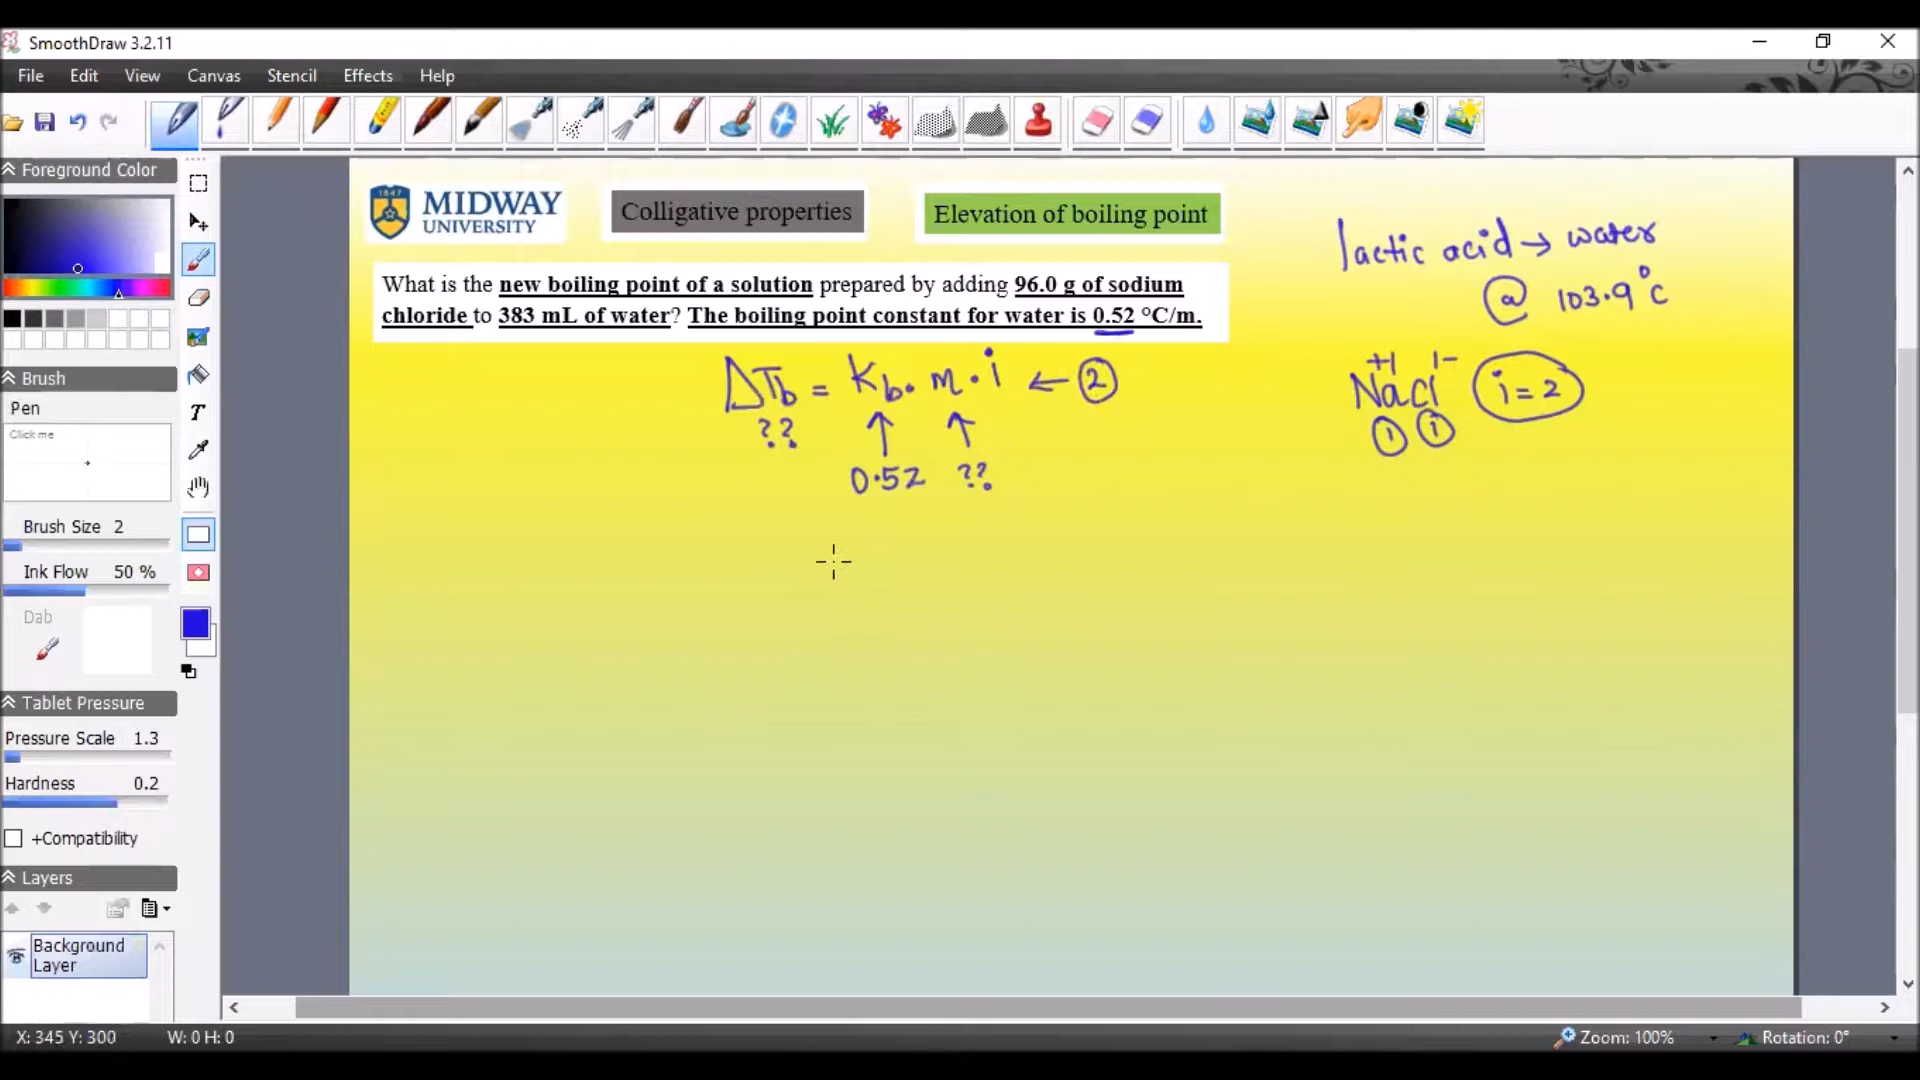 SmoothDraw 3.2.11
File Edit View Canvas Stencil Effects Help
Foreground Color
Brush
Pen
Click me
Brush Size 2
Ink Flow 50 %
Dab
Tablet Pressure
Pressure Scale 1.3
Hardness 0.2
+Compatibility
Layers
Background
Layer
T
1847
MIDWAY
UNIVERSITY
Colligative properties
Elevation of boiling point
What is the new boiling point of a solution prepared by adding 96.0 g of sodium
chloride to 383 mL of water? The boiling point constant for water is 0.52 °C/m.
ΔTb = Kb · m · i ← 2
?? ↑ ↑
0.52 ??
lactic acid → water
@ 103.9°C
+1 1-
NaCl i = 2
1 1
X: 345 Y: 300 W: 0 H: 0 Zoom: 100% Rotation: 0°